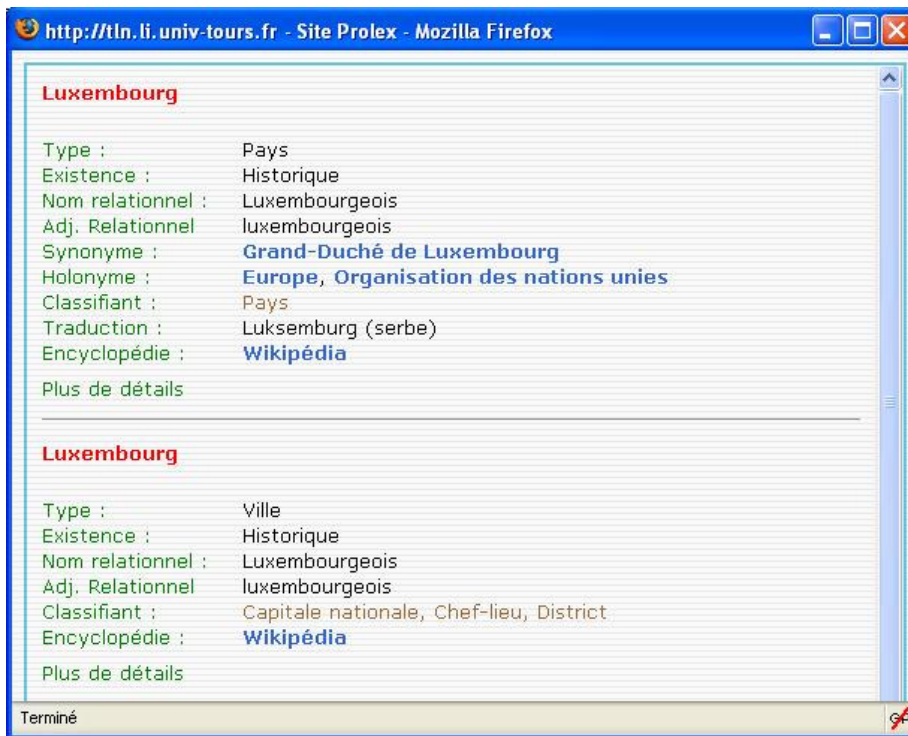 http://tln.li.univ-tours.fr - Site Prolex - Mozilla Firefox
Luxembourg
Type : Pays
Existence : Historique
Nom relationnel : Luxembourgeois
Adj. Relationnel luxembourgeois
Synonyme : Grand-Duché de Luxembourg
Holonyme : Europe, Organisation des nations unies
Classifiant : Pays
Traduction : Luksemburg (serbe)
Encyclopédie : Wikipédia
Plus de détails
Luxembourg
Type : Ville
Existence : Historique
Nom relationnel : Luxembourgeois
Adj. Relationnel luxembourgeois
Classifiant : Capitale nationale, Chef-lieu, District
Encyclopédie : Wikipédia
Plus de détails
Terminé